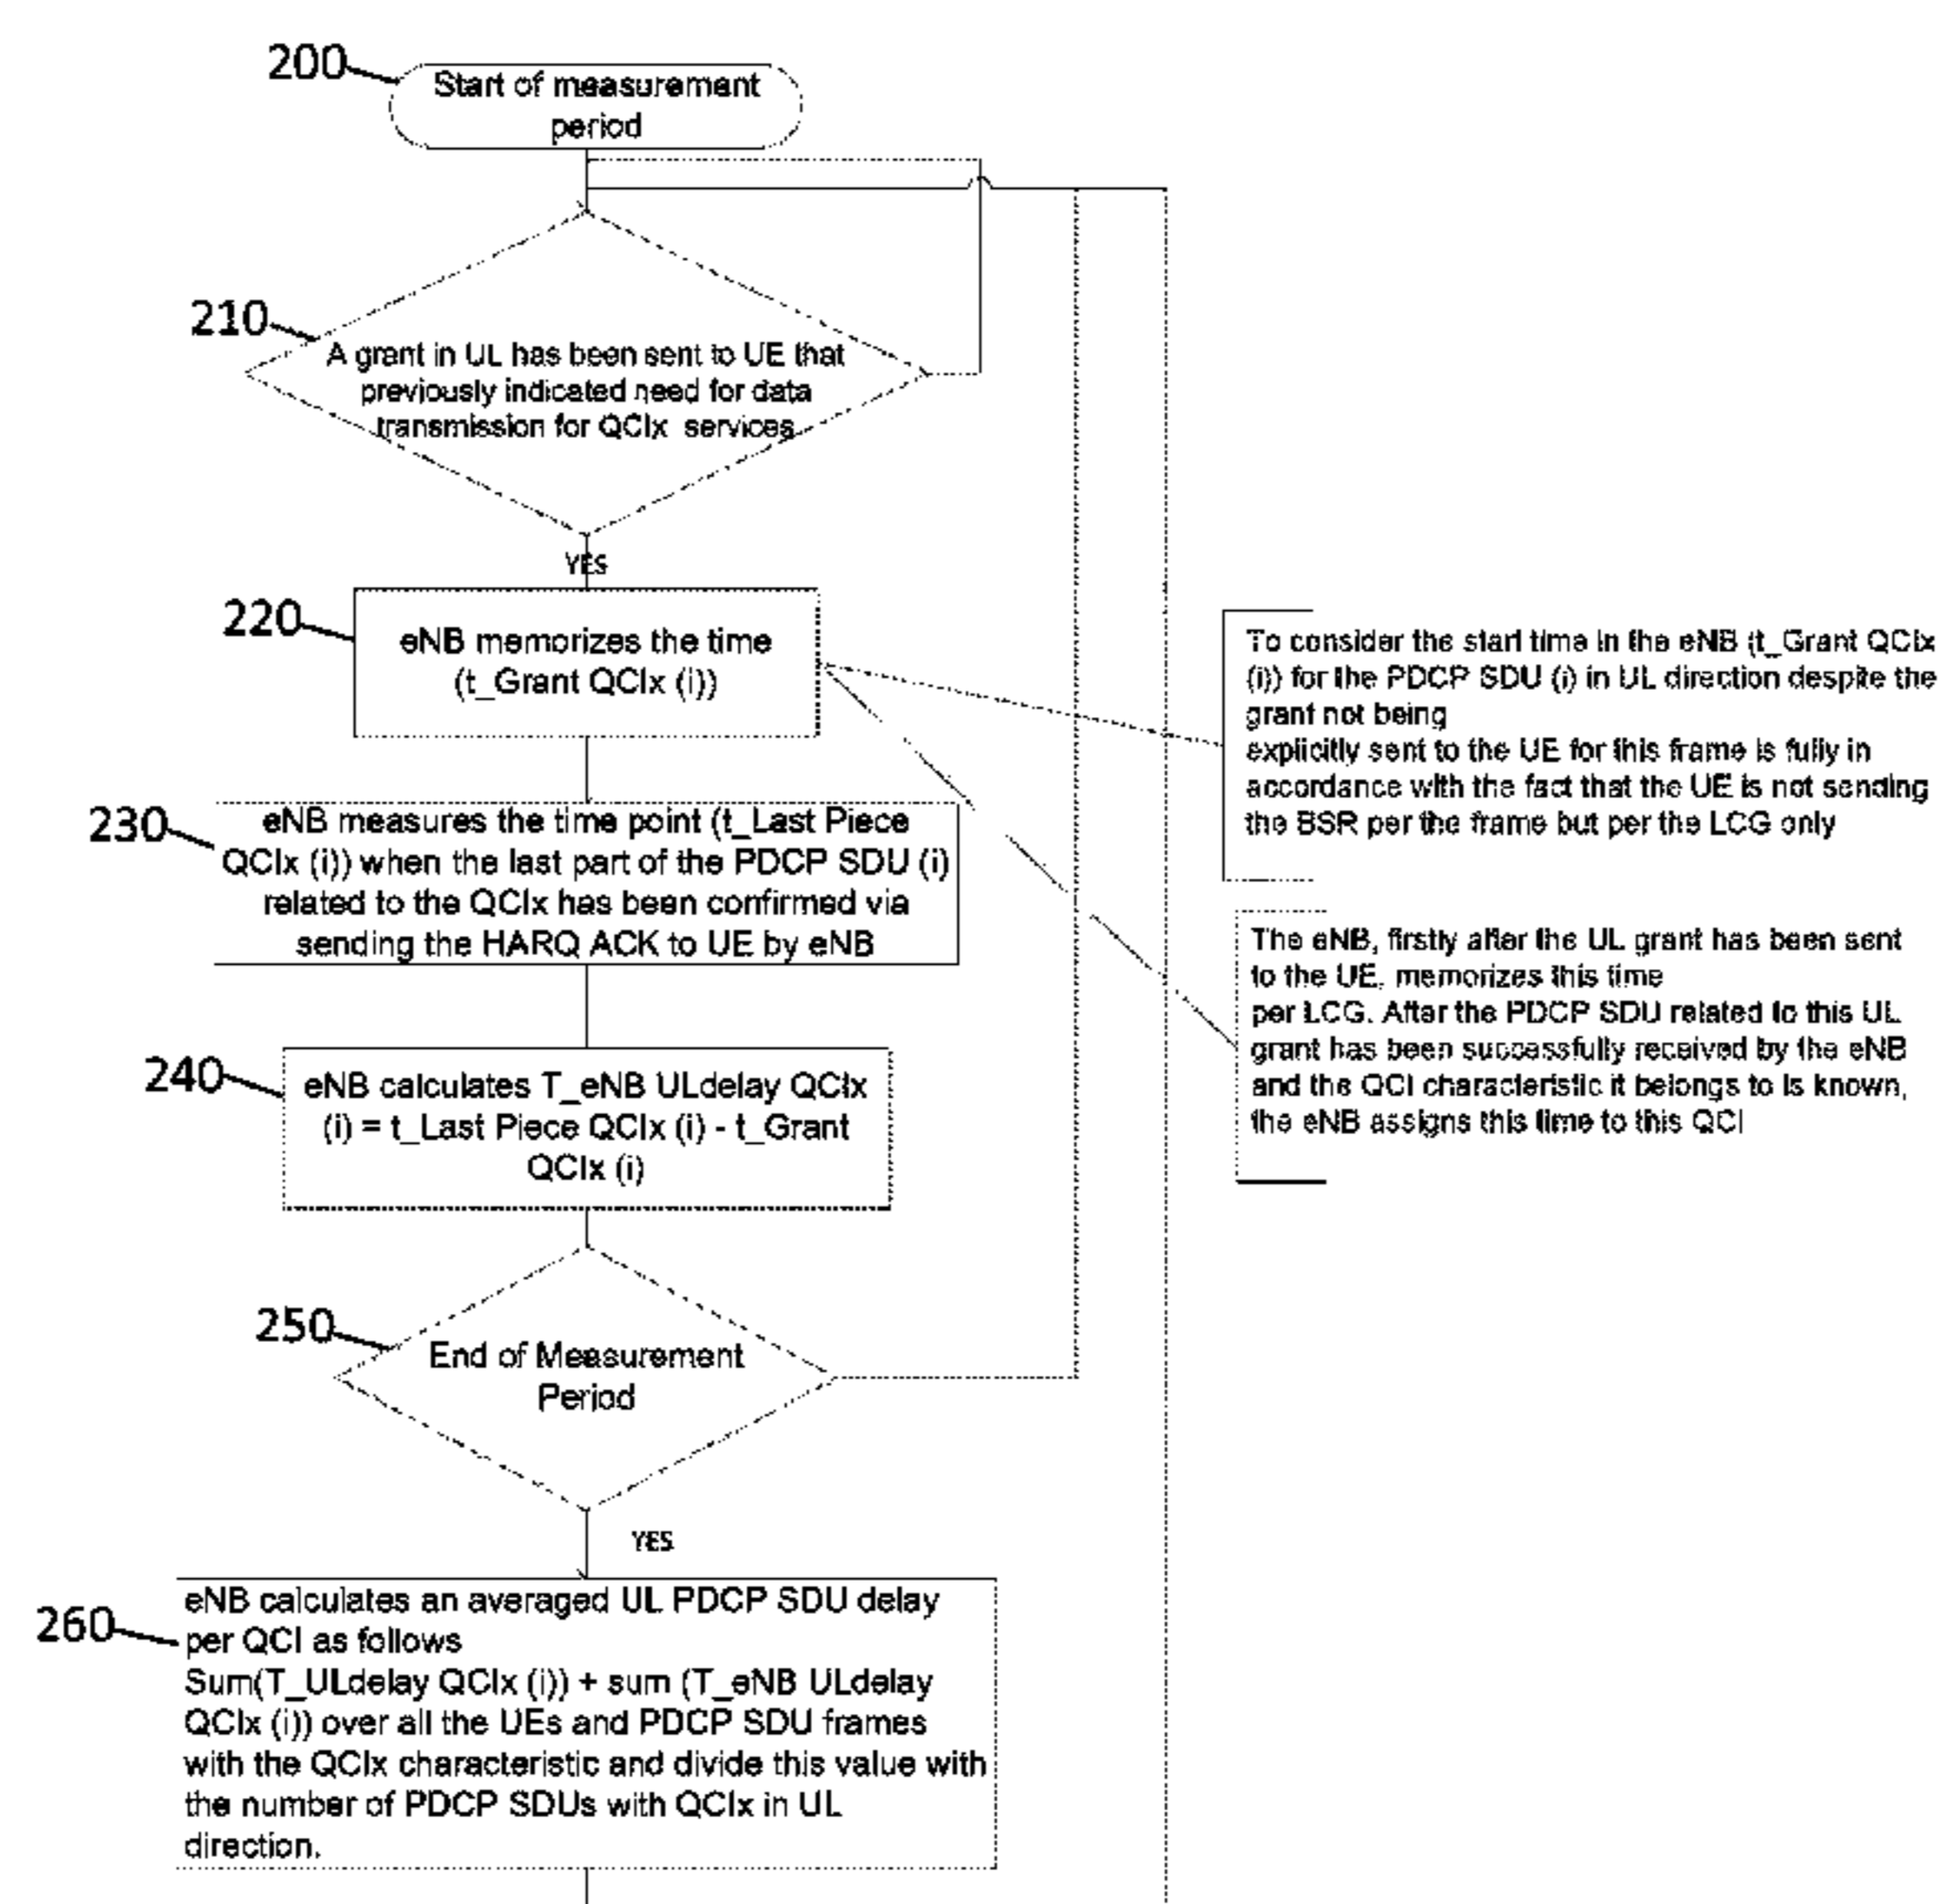 200
Start of measurement
period
210
A grant in UL has been sent to UE that
previously indicated need for data
transmission for QCIx services
YES
220
eNB memorizes the time
(t_Grant QCIx (i))
To consider the start time in the eNB (t_Grant QCIx
(i)) for the PDCP SDU (i) in UL direction despite the
grant not being
explicitly sent to the UE for this frame is fully in
accordance with the fact that the UE is not sending
the BSR per the frame but per the LCG only
230
eNB measures the time point (t_Last Piece
QCIx (i)) when the last part of the PDCP SDU (i)
related to the QCIx has been confirmed via
sending the HARQ ACK to UE by eNB
The eNB, firstly after the UL grant has been sent
to the UE, memorizes this time
per LCG. After the PDCP SDU related to this UL
grant has been successfully received by the eNB
and the QCI characteristic it belongs to is known,
the eNB assigns this time to this QCI
240
eNB calculates T_eNB ULdelay QCIx
(i) = t_Last Piece QCIx (i) - t_Grant
QCIx (i)
250
End of Measurement
Period
YES
260
eNB calculates an averaged UL PDCP SDU delay
per QCI as follows
Sum(T_ULdelay QCIx (i)) + sum (T_eNB ULdelay
QCIx (i)) over all the UEs and PDCP SDU frames
with the QCIx characteristic and divide this value with
the number of PDCP SDUs with QCIx in UL
direction.